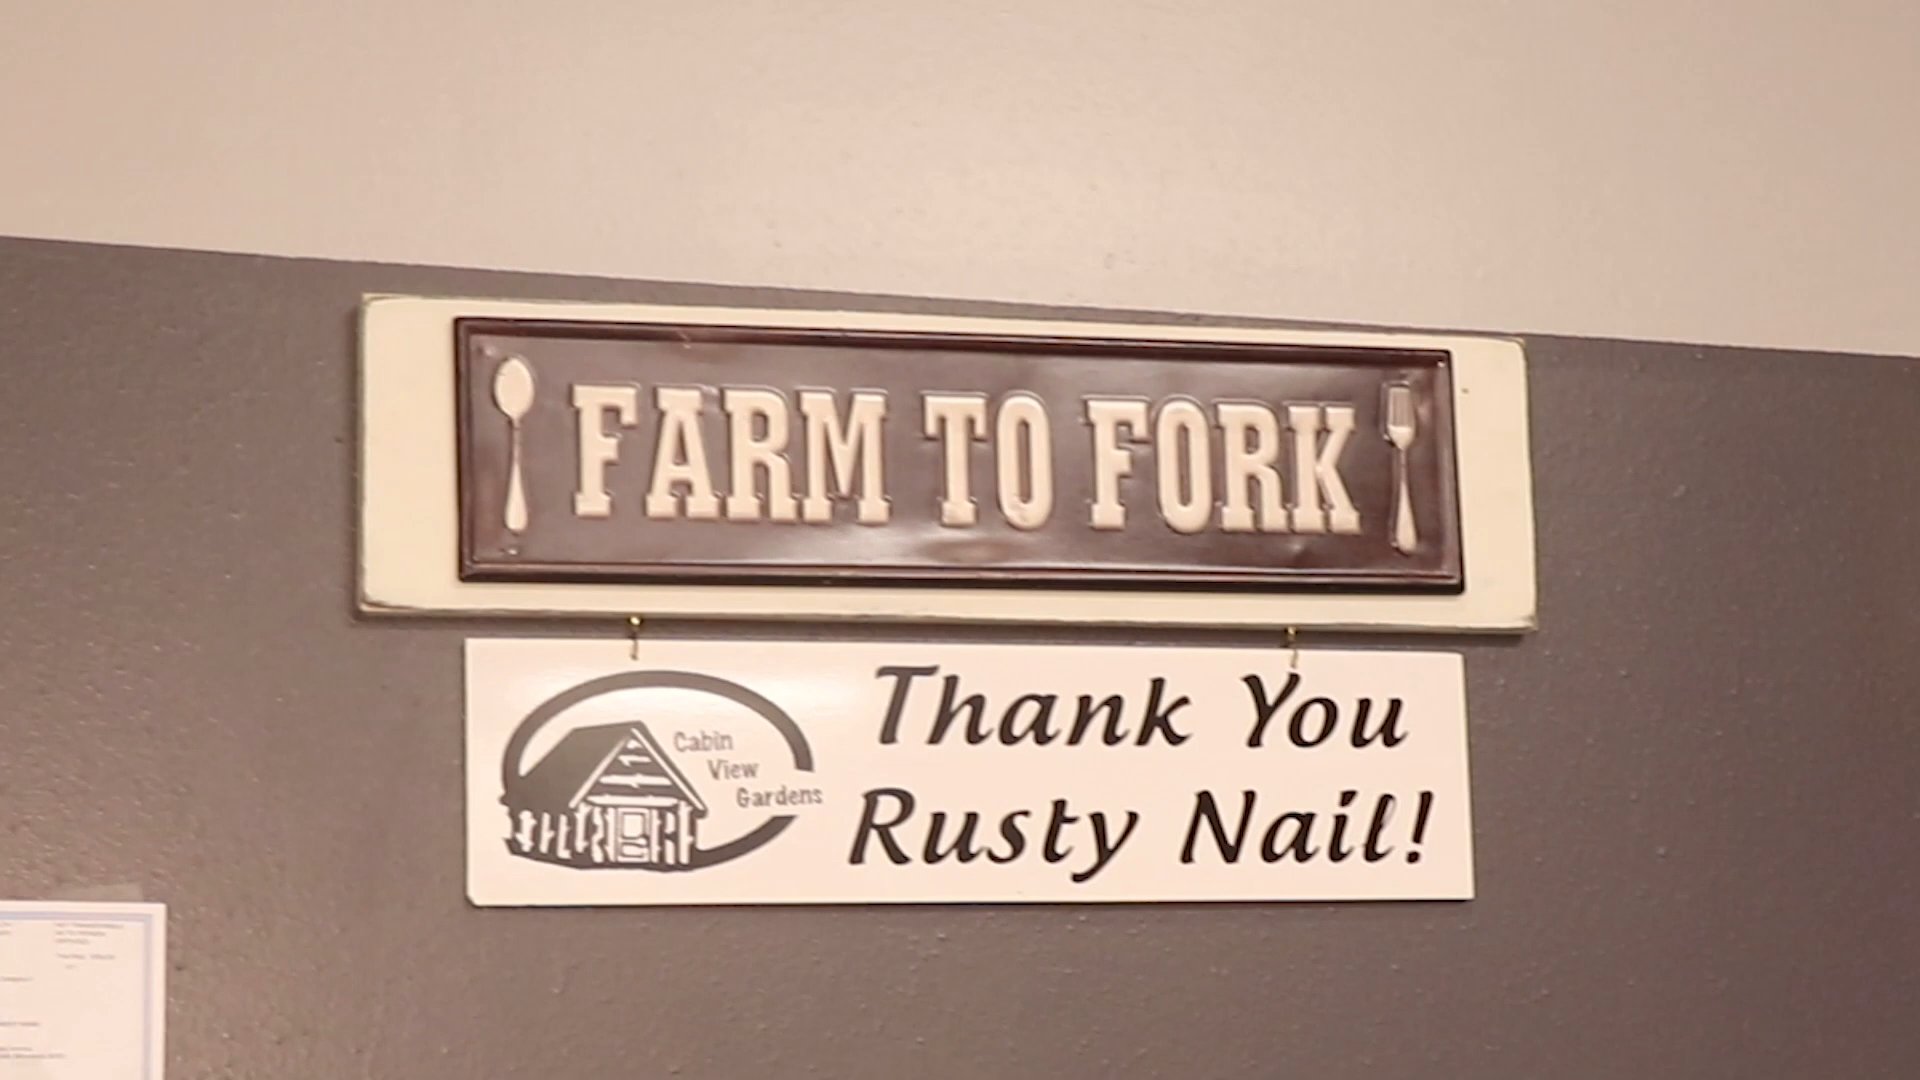 FARM TO FORK
Cabin
View
Gardens
Thank You
Rusty Nail!